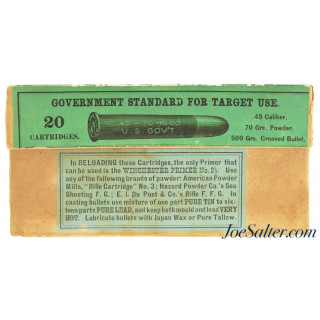 GOVERNMENT STANDARD FOR TARGET USE.
20
CARTRIDGES.
.45-70-500
U.S. GOV'T
.45 Caliber.
70 Grs. Powder.
500 Grs. Grooved Bullet.
In RELOADING these Cartridges, the only Primer that
can be used is the WINCHESTER PRIMER No. 2½. Use
any of the following brands of powder: American Powder
Mills, "Rifle Cartridge" No. 3; Hazard Powder Co.'s Sea
Shooting F. G.; E. I. Du Pont & Co.'s Rifle F. F. G. In
casting bullets use mixture of one part PURE TIN to six-
teen parts PURE LEAD, and keep both mould and lead VERY
HOT. Lubricate bullets with Japan Wax or Pure Tallow.
JoeSalter.com